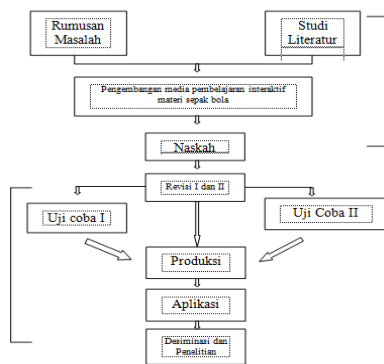 Rumusan
Masalah
Studi
Literatur
Pengembangan media pembelajaran interaktif
materi sepak bola
Naskah
Revisi I dan II
Uji coba I
Uji Coba II
Produksi
Aplikasi
Desiminasi dan
Penelitian